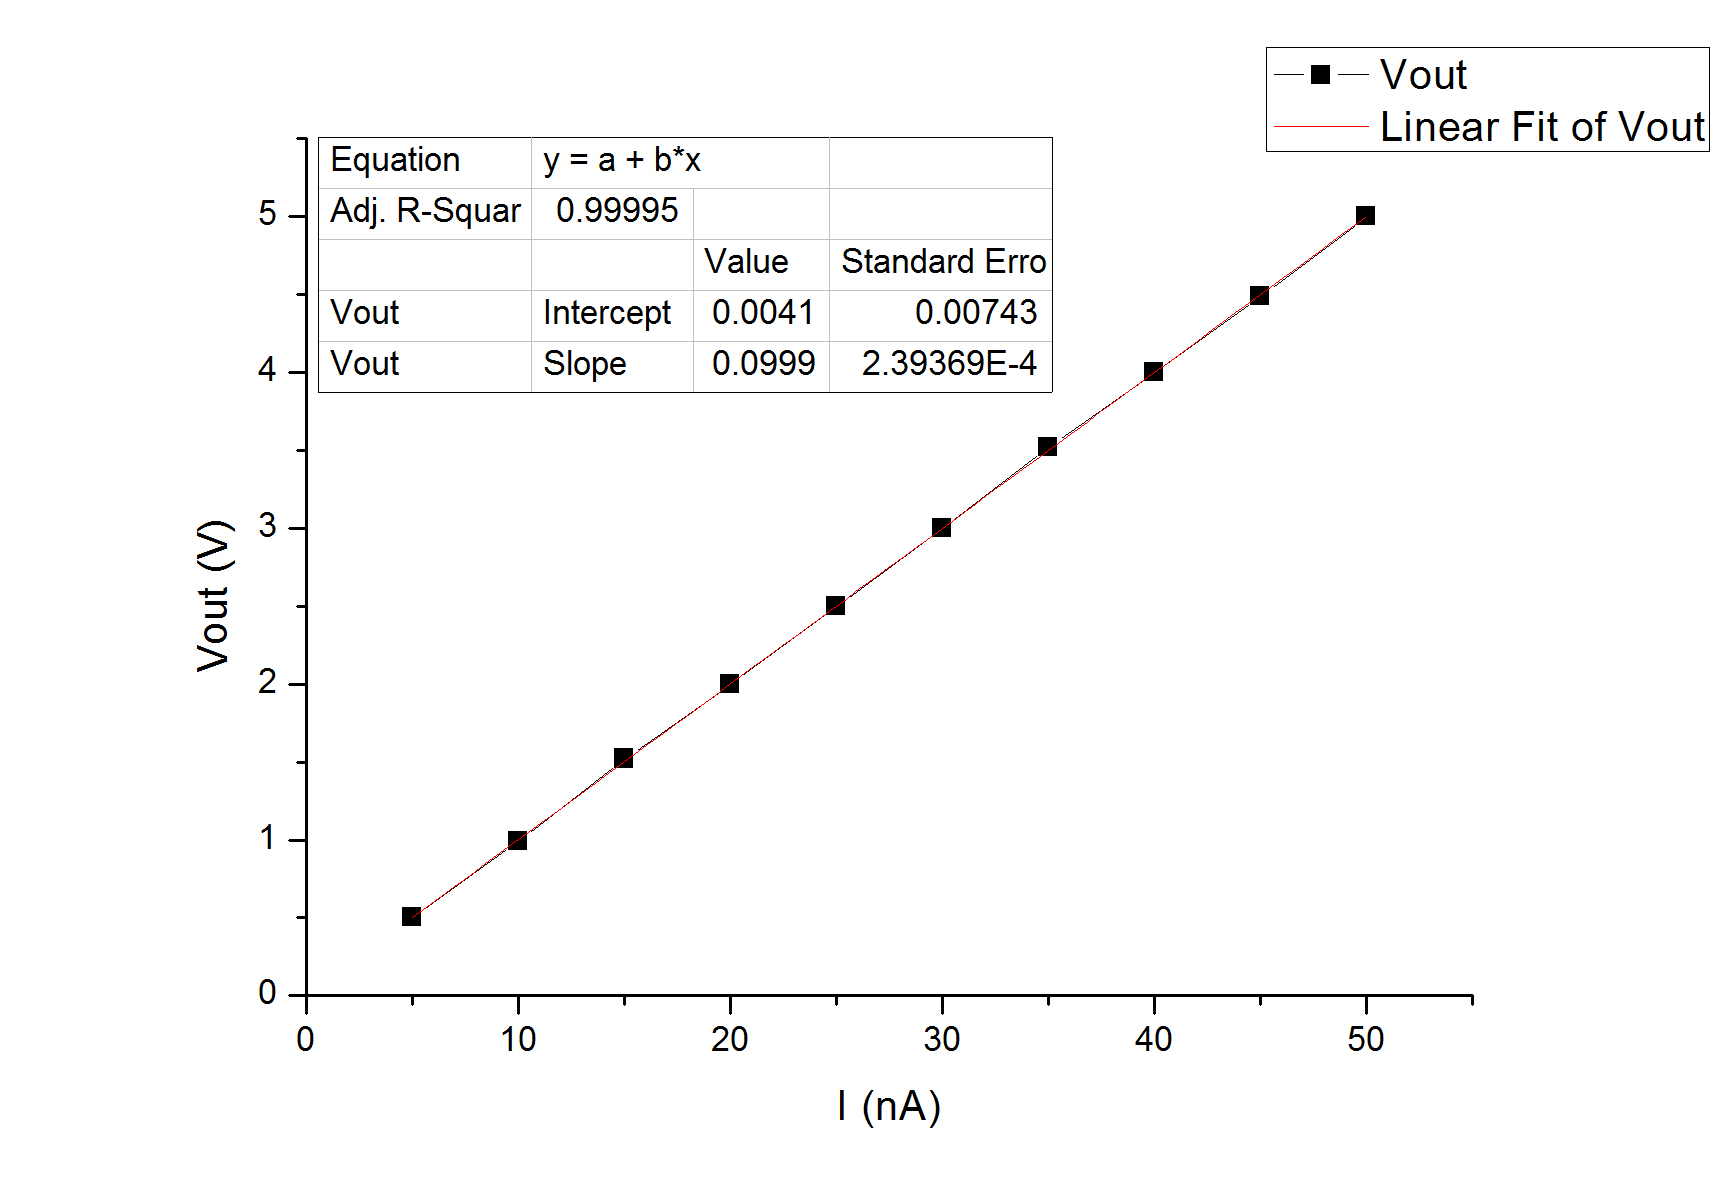 Vout
Linear Fit of Vout
Equation y = a + b*x
Adj. R-Squar 0.99995
Value Standard Erro
Vout Intercept 0.0041 0.00743
Vout Slope 0.0999 2.39369E-4
5
4
3
2
1
0
Vout (V)
0 10 20 30 40 50
I (nA)